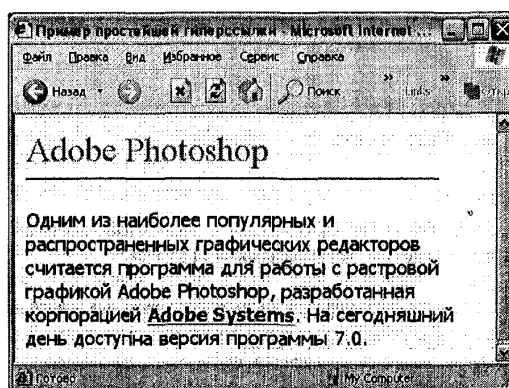 Пример простейшей гиперссылки - Microsoft Internet ...
Файл Правка Вид Избранное Сервис Справка
Назад Поиск Links
Adobe Photoshop
Одним из наиболее популярных и
распространенных графических редакторов
считается программа для работы с растровой
графикой Adobe Photoshop, разработанная
корпорацией Adobe Systems. На сегодняшний
день доступна версия программы 7.0.
Готово My Computer